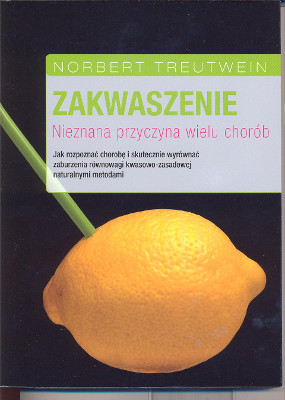 NORBERT TREUTWEIN
ZAKWASZENIE
Nieznana przyczyna wielu chorób
Jak rozpoznać chorobę i skutecznie wyrównać
zaburzenia równowagi kwasowo-zasadowej
naturalnymi metodami